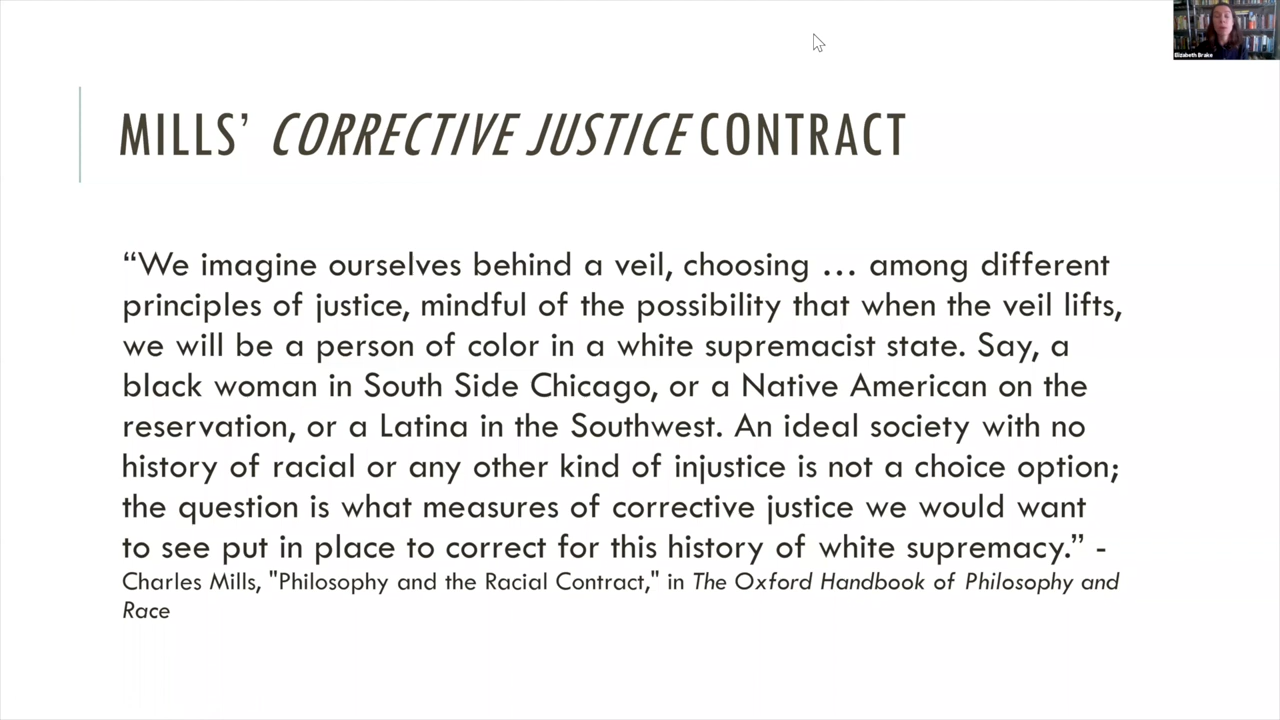 Elizabeth Brake
MILLS’ CORRECTIVE JUSTICE CONTRACT
“We imagine ourselves behind a veil, choosing … among different
principles of justice, mindful of the possibility that when the veil lifts,
we will be a person of color in a white supremacist state. Say, a
black woman in South Side Chicago, or a Native American on the
reservation, or a Latina in the Southwest. An ideal society with no
history of racial or any other kind of injustice is not a choice option;
the question is what measures of corrective justice we would want
to see put in place to correct for this history of white supremacy.” -
Charles Mills, "Philosophy and the Racial Contract," in The Oxford Handbook of Philosophy and
Race